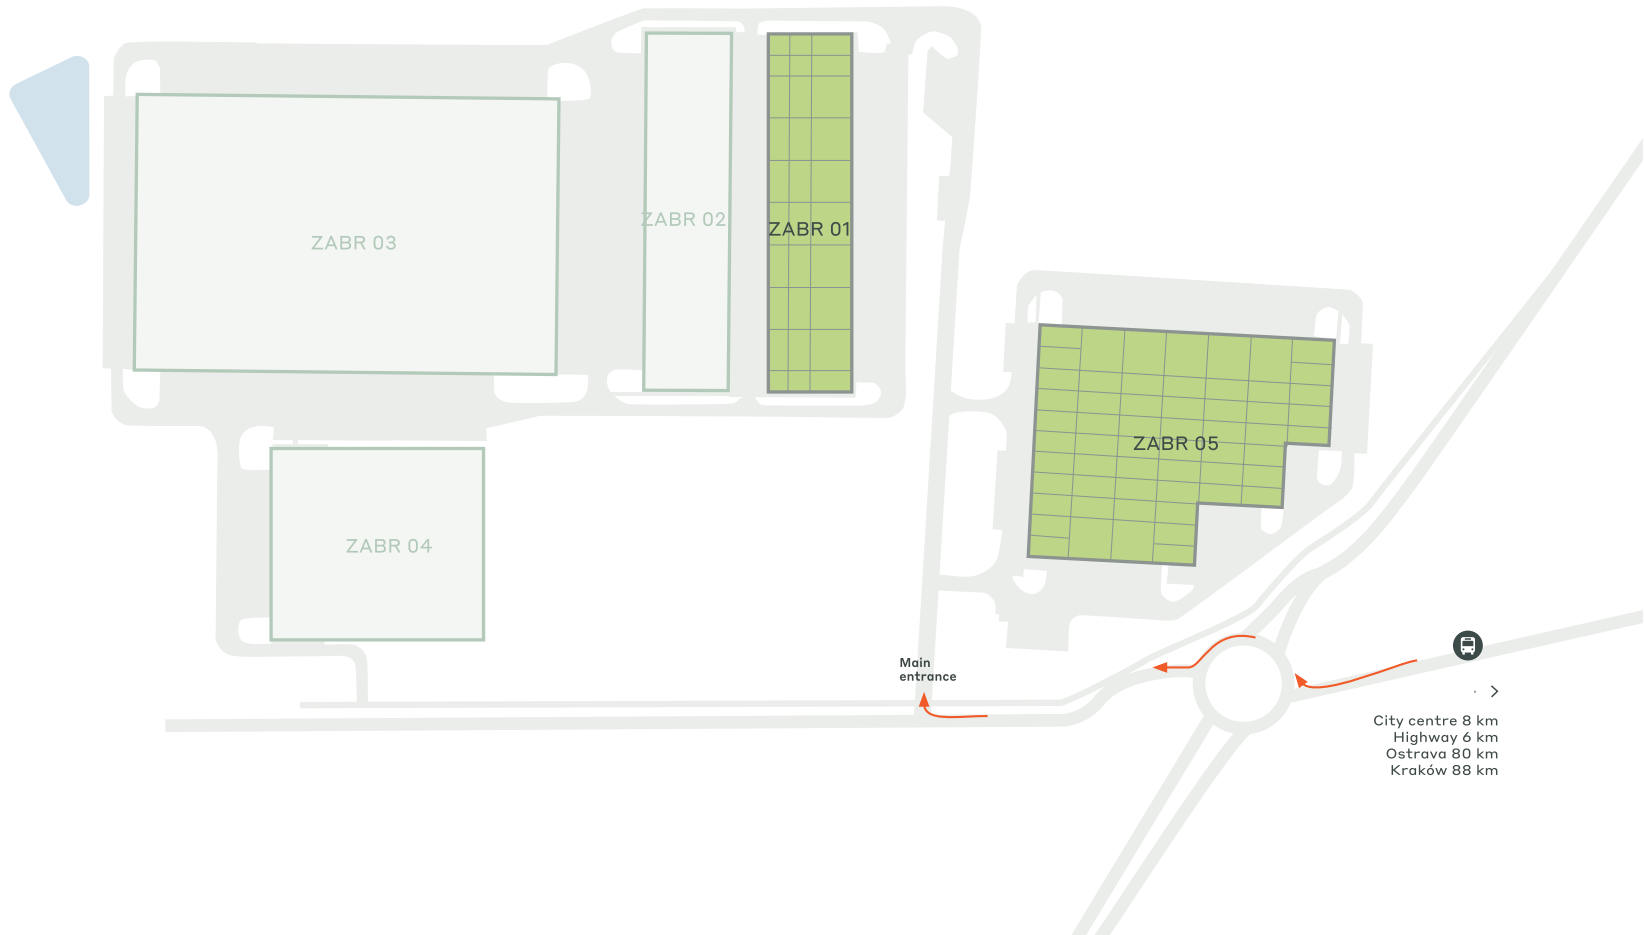 ZABR 03
ZABR 02
ZABR 01
ZABR 05
ZABR 04
Main
entrance
City centre 8 km
Highway 6 km
Ostrava 80 km
Kraków 88 km